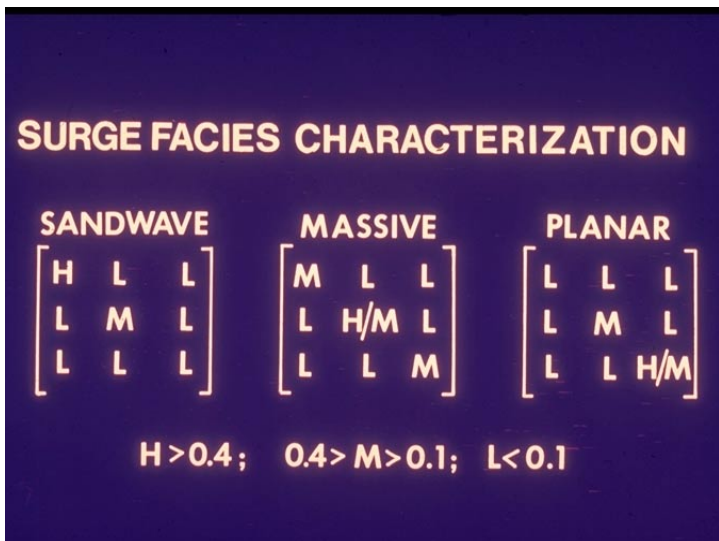 SURGE FACIES CHARACTERIZATION
SANDWAVE MASSIVE PLANAR
H L L M L L L L L
L M L L H/M L L M L
L L L L L M L L H/M
H>0.4; 0.4>M>0.1; L<0.1